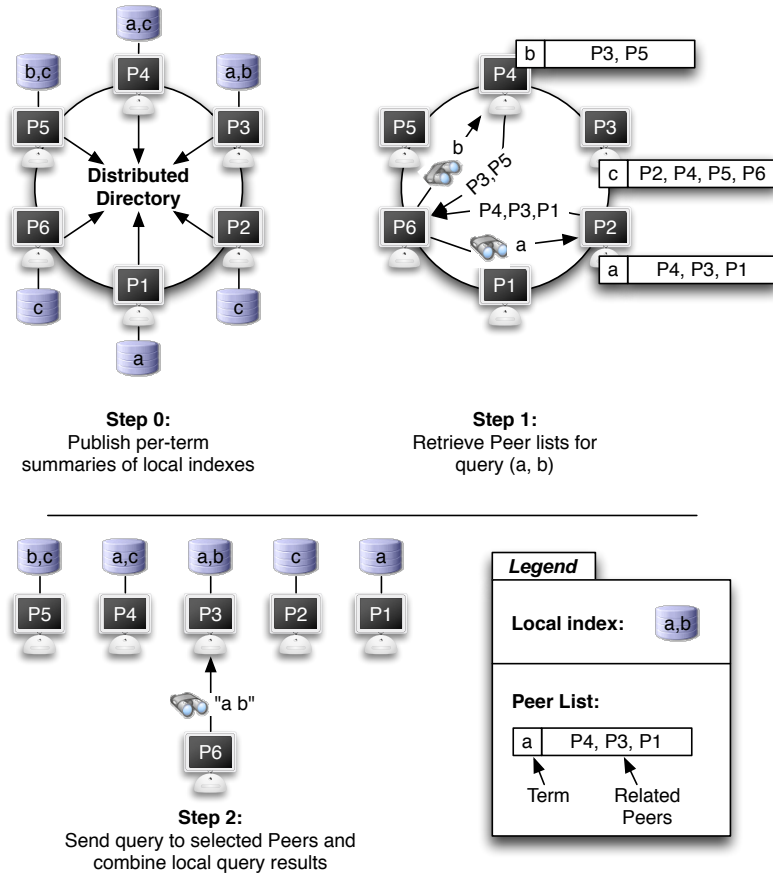 a,c
b,c
a,b
P4
P5
P3
Distributed
Directory
P6
P2
P1
c
c
a
Step 0:
Publish per-term
summaries of local indexes
b P3, P5
P4
P5
P3
b
P3,P5
c P2, P4, P5, P6
P4,P3,P1
P6
P2
a
a P4, P3, P1
P1
Step 1:
Retrieve Peer lists for
query (a, b)
b,c
a,c
a,b
c
a
P5
P4
P3
P2
P1
"a b"
P6
Step 2:
Send query to selected Peers and
combine local query results
Legend
Local index:
a,b
Peer List:
a P4, P3, P1
Term
Related
Peers